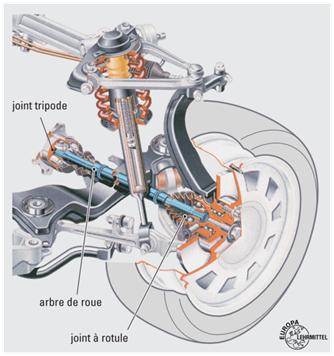 joint tripode
arbre de roue
joint à rotule
EUROPA
LEHRMITTEL